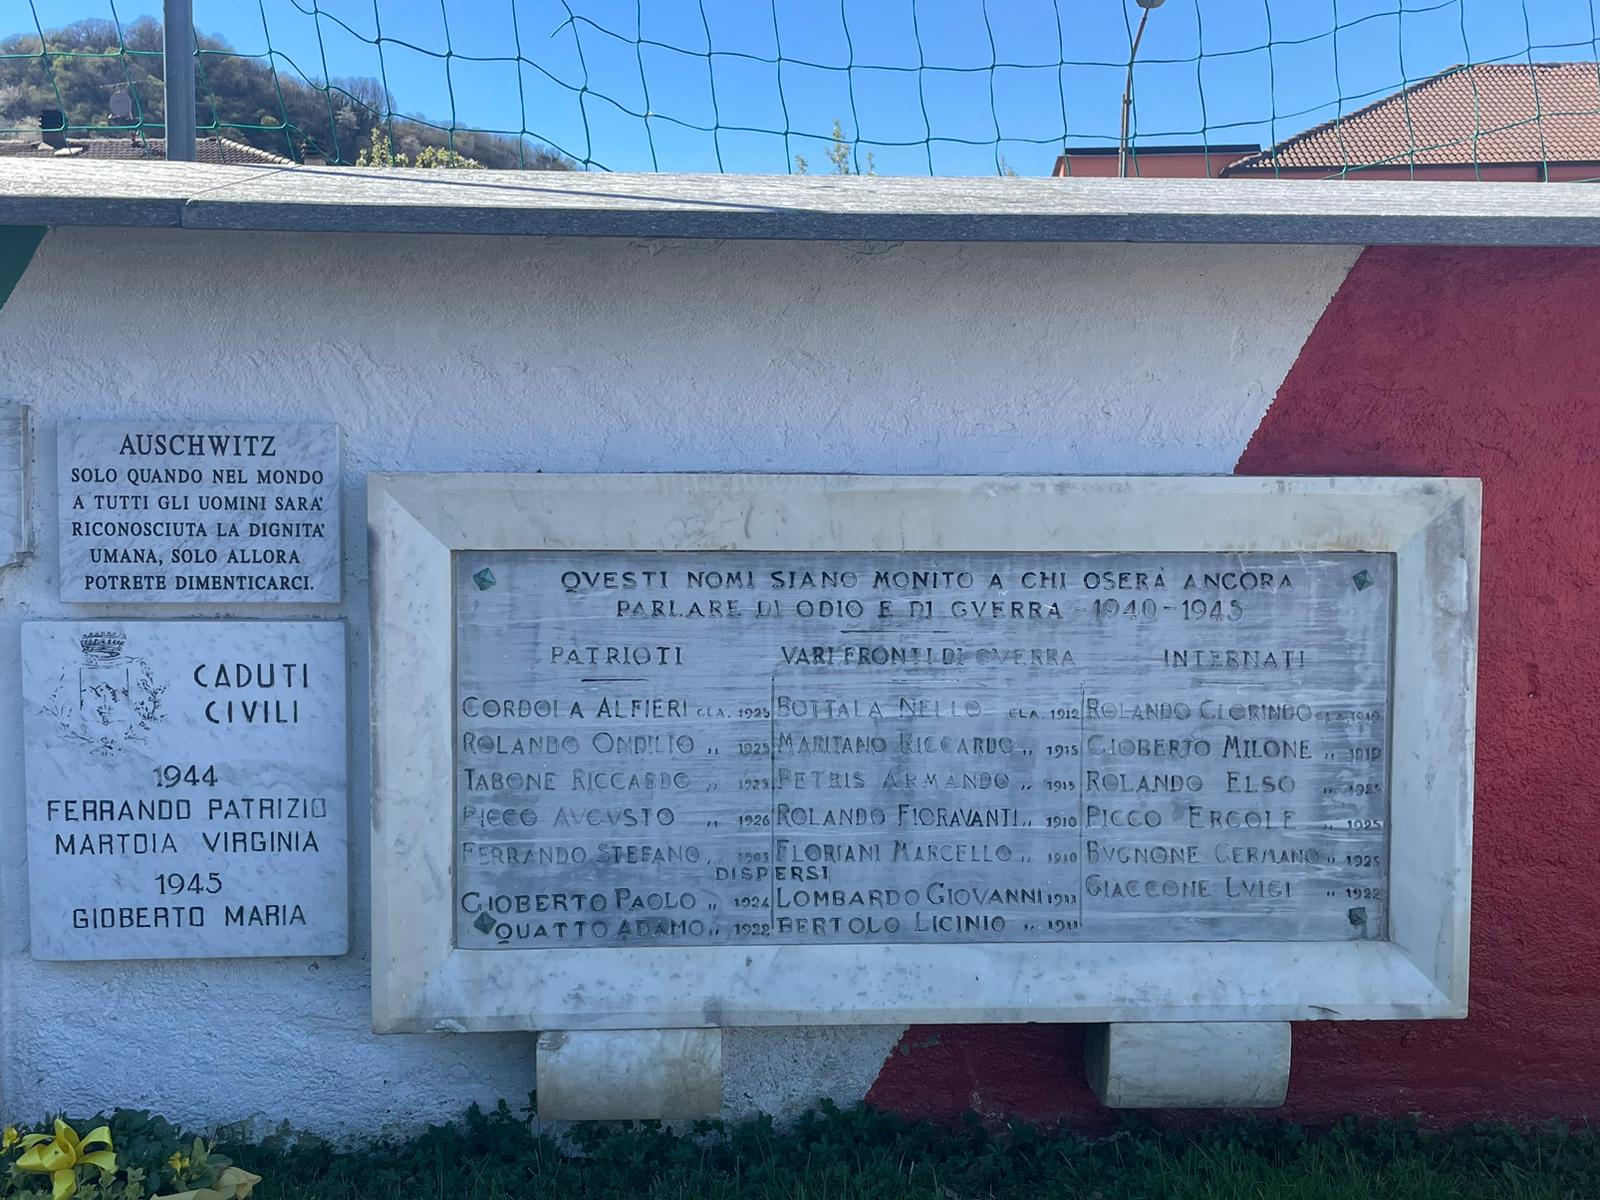 AUSCHWITZ
SOLO QUANDO NEL MONDO
A TUTTI GLI UOMINI SARA'
RICONOSCIUTA LA DIGNITA'
UMANA, SOLO ALLORA
POTRETE DIMENTICARCI.
CADUTI
CIVILI
1944
FERRANDO PATRIZIO
MARTOIA VIRGINIA
1945
GIOBERTO MARIA
QVESTI NOMI SIANO MONITO A CHI OSERÀ ANCORA
PARLARE DI ODIO E DI GVERRA - 1940 - 1945
PATRIOTI
CORDOLA ALFIERI CLA. 1925
ROLANDO ONDILIO „ 1925
TABONE RICCARDO „ 1925
PICCO AVGVSTO „ 1926
FERRANDO STEFANO „ 1903
DISPERSI
GIOBERTO PAOLO „ 1924
QUATTO ADAMO „ 1922
VARI FRONTI DI GVERRA
BOTTALA NELLO CLA. 1912
MARITANO RICCARDO „ 1915
PETRIS ARMANDO „ 1915
ROLANDO FIORAVANTI „ 1910
FLORIANI MARCELLO „ 1910
LOMBARDO GIOVANNI 1913
BERTOLO LICINIO „ 1911
INTERNATI
ROLANDO CLORINDO CLA.
GIOBERTO MILONE „ 1919
ROLANDO ELSO „
PICCO ERCOLE „ 1925
BVGNONE GERMANO „ 1925
GIACCONE LVIGI „ 1922